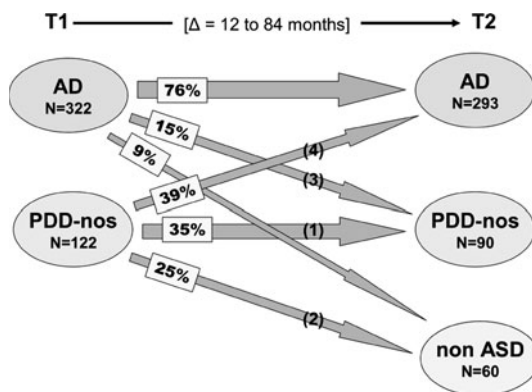 T1 [Δ = 12 to 84 months] T2
AD
N=322
76%
AD
N=293
15%
9%
(4)
(3)
39%
PDD-nos
N=122
35%
(1)
PDD-nos
N=90
25%
(2)
non ASD
N=60